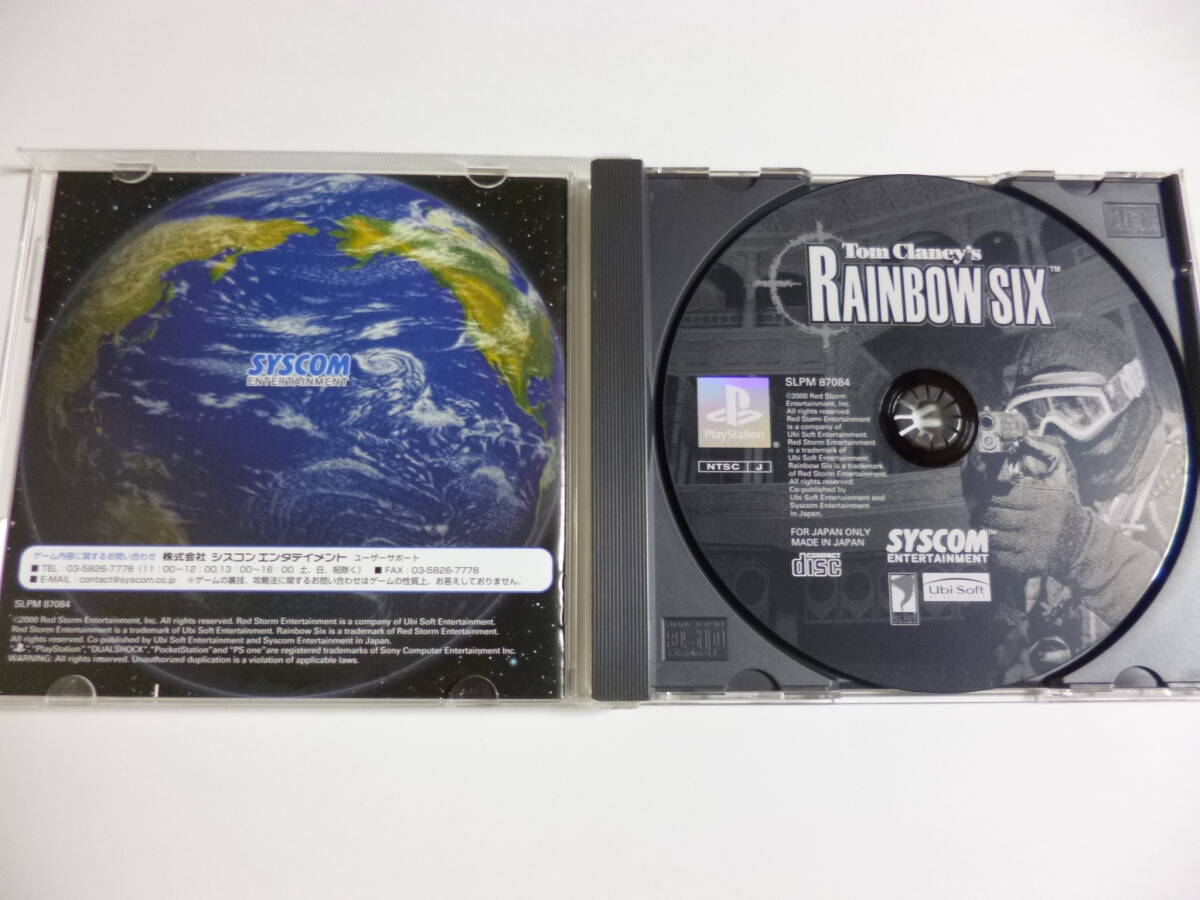 SYSCOM
ENTERTAINMENT
ゲーム内容に関するお問い合わせ 株式会社 シスコン エンタテイメント ユーザーサポート
■ TEL : 03-5826-7776 (11 : 00〜12 : 00,13 : 00〜16 : 00 土、日、祝除く) ■ FAX : 03-5826-7778
■ E-MAIL : contact@syscom.co.jp ※ゲームの裏技、攻略法に関するお問い合わせはゲームの性質上、お答えしておりません。
SLPM 87084
©2000 Red Storm Entertainment, Inc. All rights reserved. Red Storm Entertainment is a company of Ubi Soft Entertainment.
Red Storm Entertainment is a trademark of Ubi Soft Entertainment. Rainbow Six is a trademark of Red Storm Entertainment.
All rights reserved. Co-published by Ubi Soft Entertainment and Syscom Entertainment in Japan.
"PlayStation", "DUALSHOCK", "PocketStation" and "PS one" are registered trademarks of Sony Computer Entertainment Inc.
WARNING: All rights reserved. Unauthorized duplication is a violation of applicable laws.
Tom Clancy's
RAINBOW SIX™
PlayStation®
NTSC J
SLPM 87084
©2000 Red Storm
Entertainment, Inc.
All rights reserved.
Red Storm Entertainment
is a company of
Ubi Soft Entertainment.
Red Storm Entertainment
is a trademark of
Ubi Soft Entertainment.
Rainbow Six is a trademark
of Red Storm Entertainment.
All rights reserved.
Co-published by
Ubi Soft Entertainment and
Syscom Entertainment
in Japan.
FOR JAPAN ONLY
MADE IN JAPAN
COMPACT
disc
SYSCOM™
ENTERTAINMENT
Ubi Soft